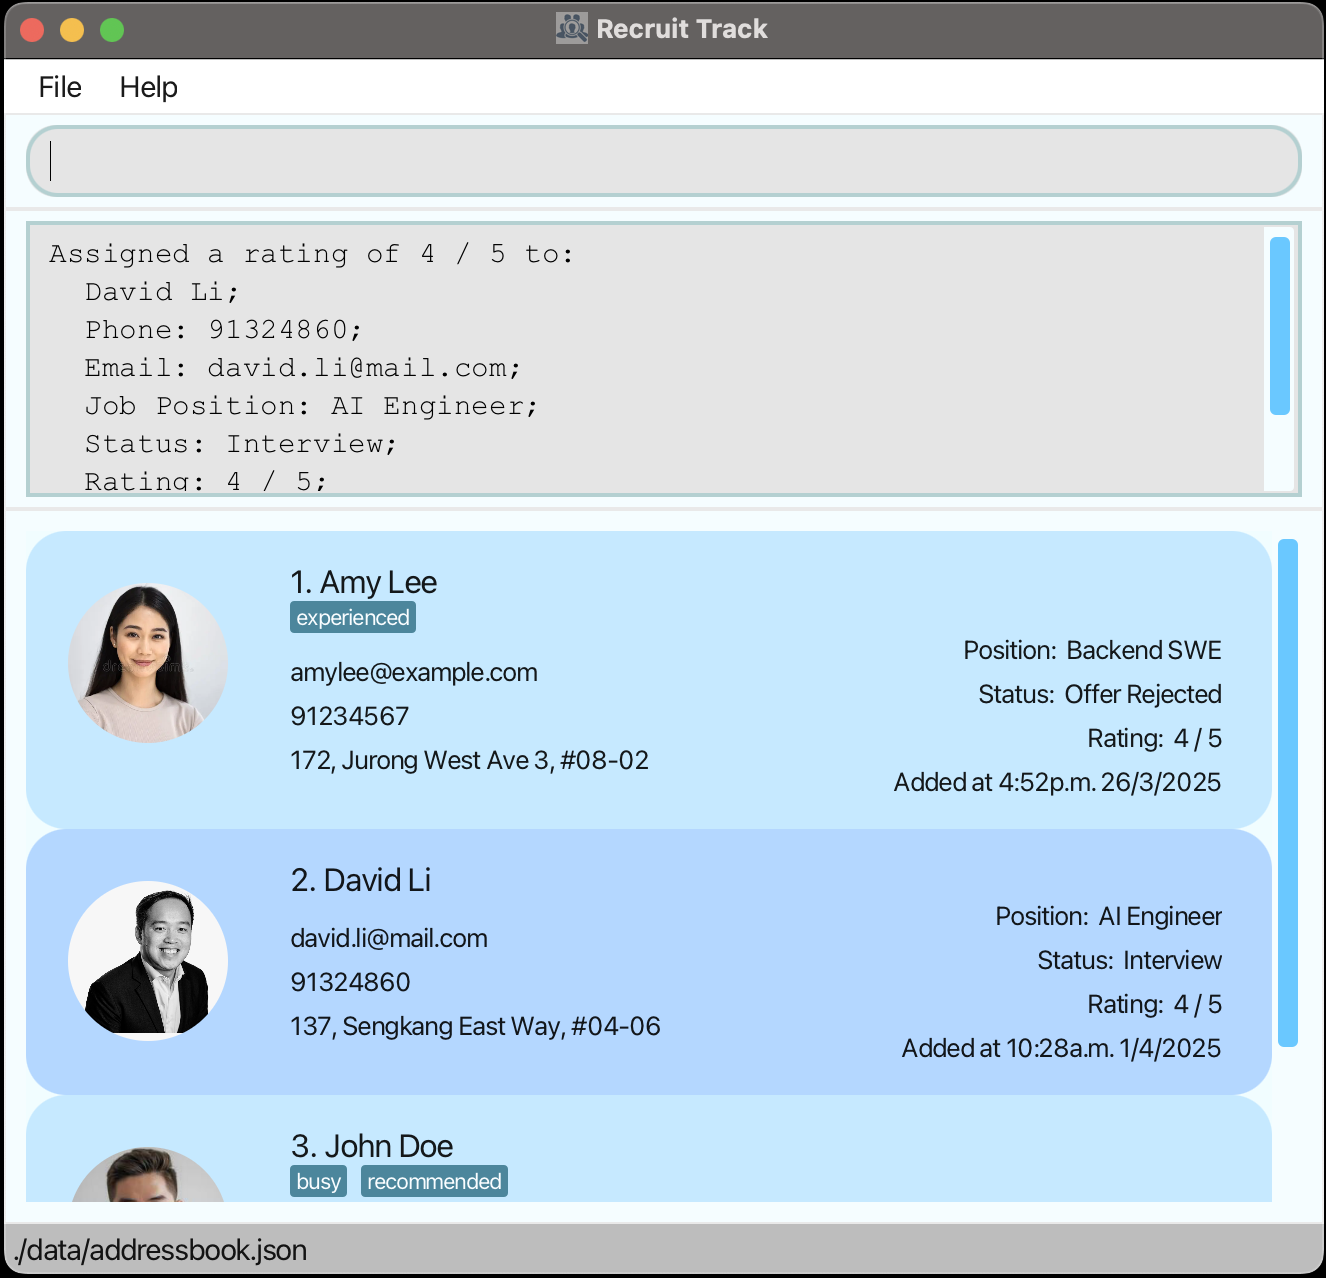 Recruit Track
File Help
Assigned a rating of 4 / 5 to:
David Li;
Phone: 91324860;
Email: david.li@mail.com;
Job Position: AI Engineer;
Status: Interview;
Rating: 4 / 5;
1. Amy Lee
experienced
amylee@example.com
91234567
172, Jurong West Ave 3, #08-02
Position: Backend SWE
Status: Offer Rejected
Rating: 4 / 5
Added at 4:52p.m. 26/3/2025
2. David Li
david.li@mail.com
91324860
137, Sengkang East Way, #04-06
Position: AI Engineer
Status: Interview
Rating: 4 / 5
Added at 10:28a.m. 1/4/2025
3. John Doe
busy recommended
./data/addressbook.json